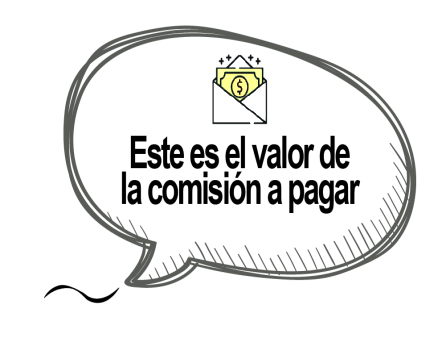 Este es el valor de
la comisión a pagar